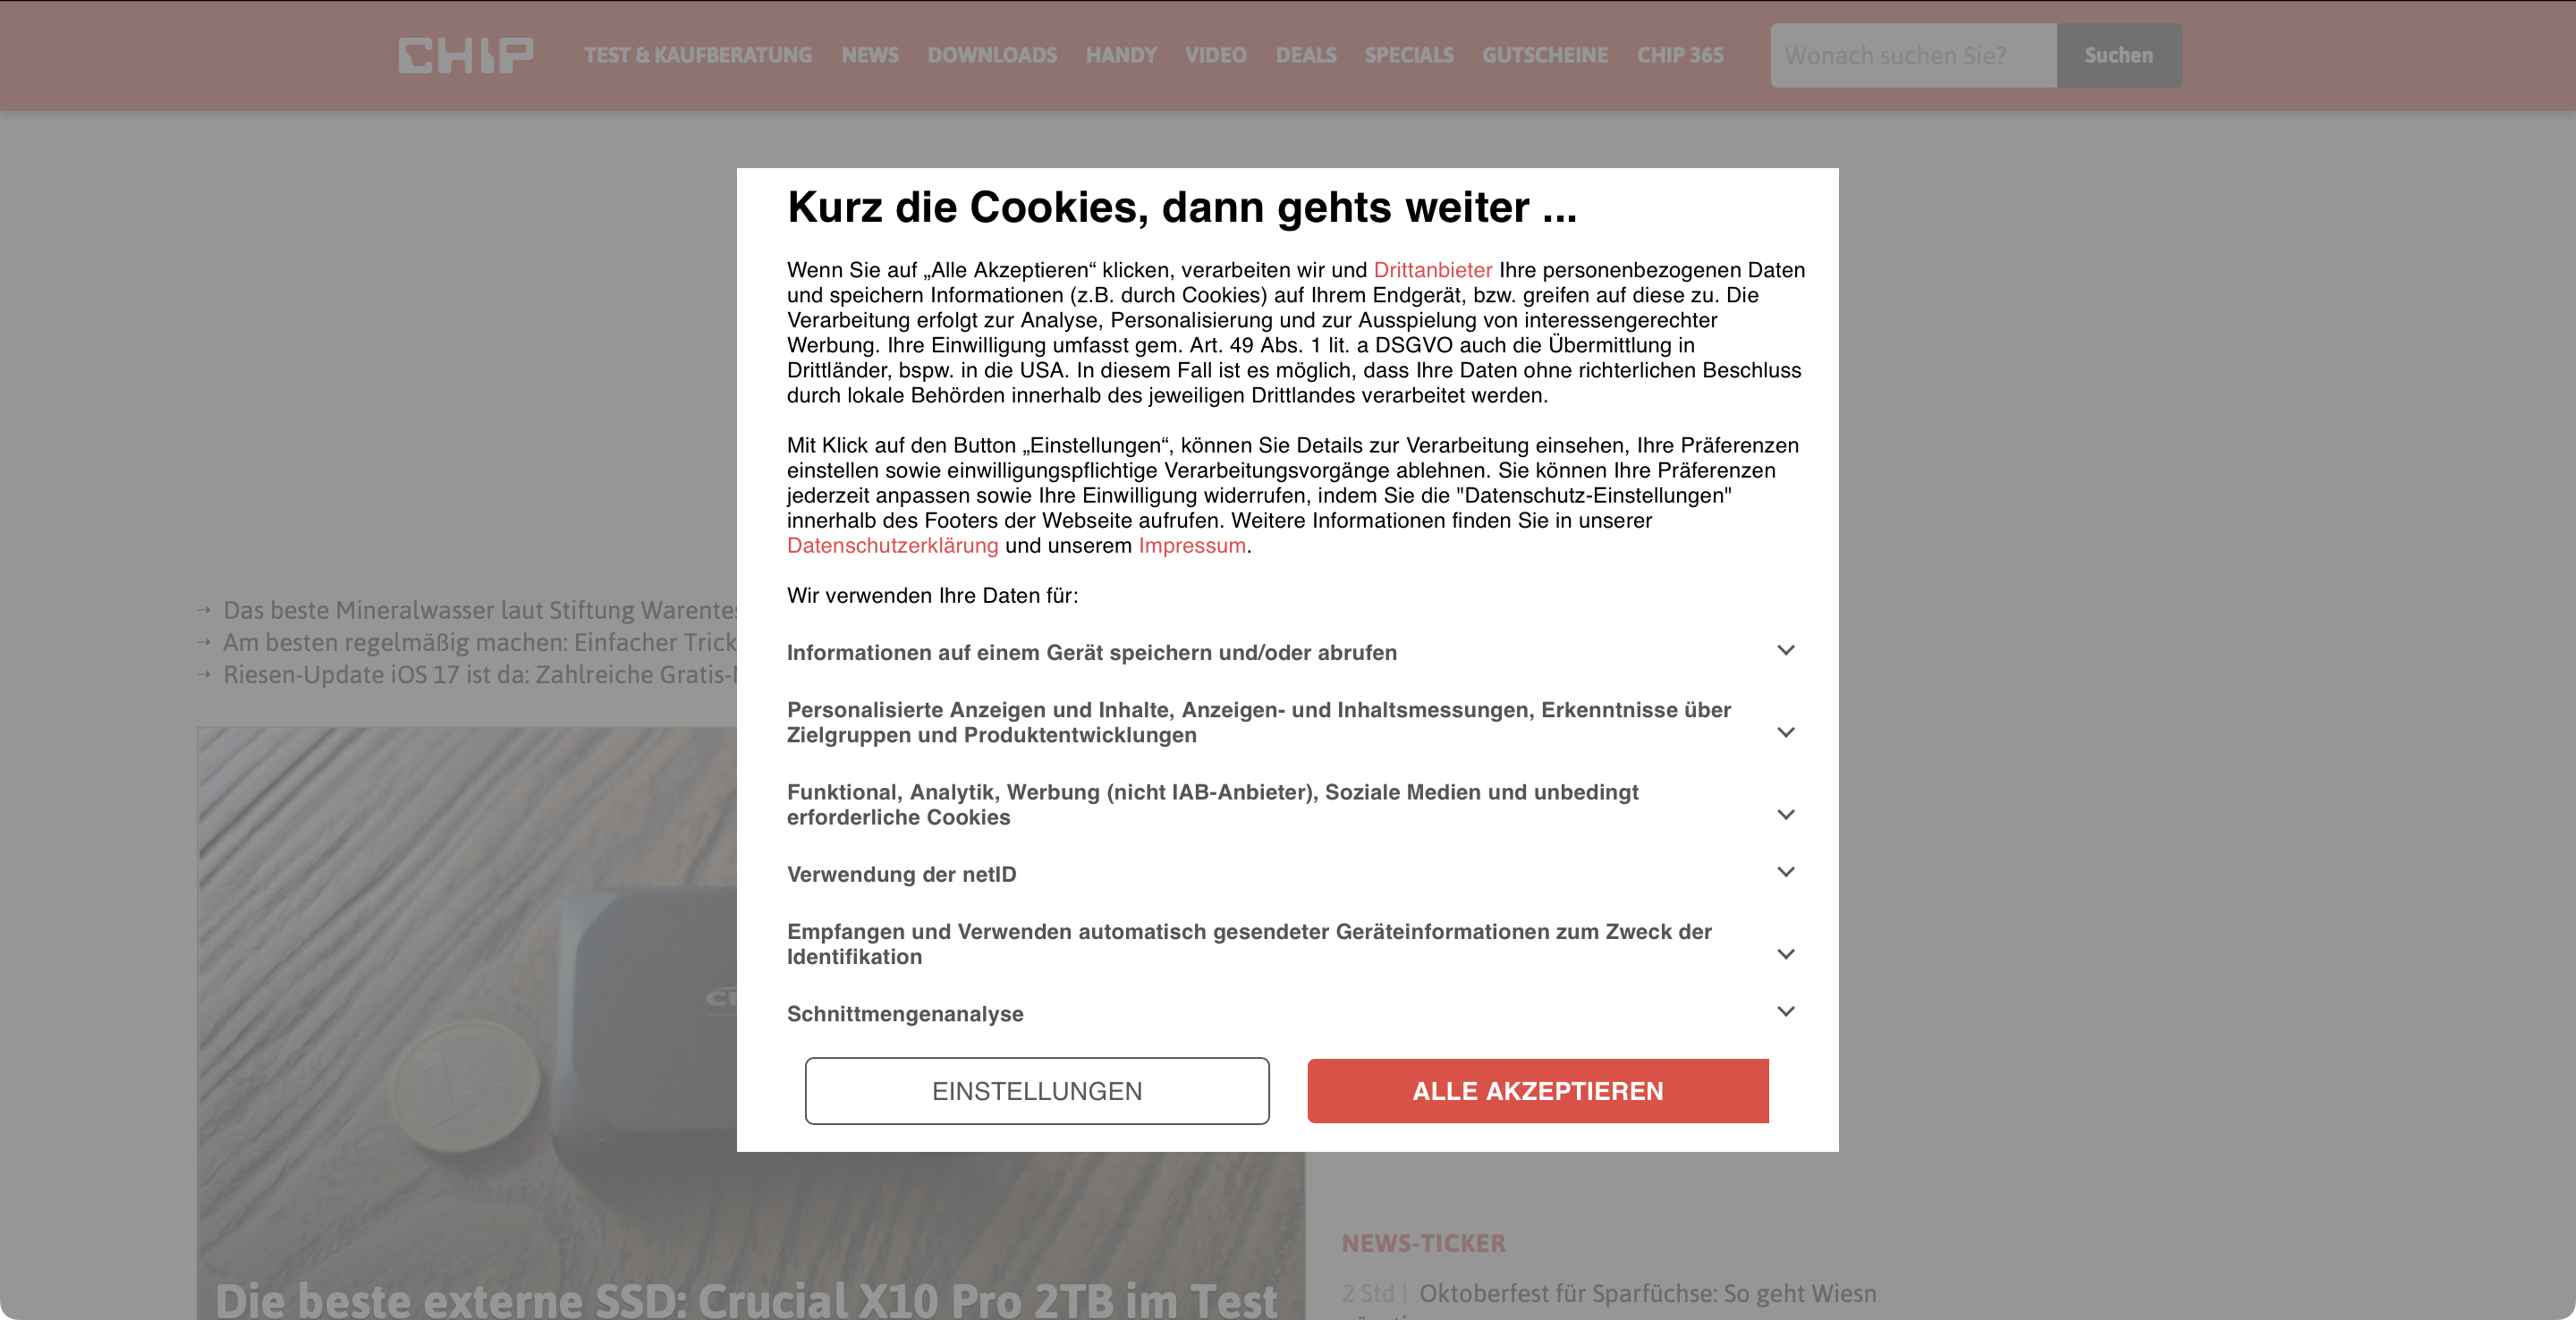 CHIP
TEST & KAUFBERATUNG NEWS DOWNLOADS HANDY VIDEO DEALS SPECIALS GUTSCHEINE CHIP 365
Wonach suchen Sie?
Suchen
Kurz die Cookies, dann gehts weiter ...
Wenn Sie auf „Alle Akzeptieren“ klicken, verarbeiten wir und Drittanbieter Ihre personenbezogenen Daten
und speichern Informationen (z.B. durch Cookies) auf Ihrem Endgerät, bzw. greifen auf diese zu. Die
Verarbeitung erfolgt zur Analyse, Personalisierung und zur Ausspielung von interessengerechter
Werbung. Ihre Einwilligung umfasst gem. Art. 49 Abs. 1 lit. a DSGVO auch die Übermittlung in
Drittländer, bspw. in die USA. In diesem Fall ist es möglich, dass Ihre Daten ohne richterlichen Beschluss
durch lokale Behörden innerhalb des jeweiligen Drittlandes verarbeitet werden.
Mit Klick auf den Button „Einstellungen“, können Sie Details zur Verarbeitung einsehen, Ihre Präferenzen
einstellen sowie einwilligungspflichtige Verarbeitungsvorgänge ablehnen. Sie können Ihre Präferenzen
jederzeit anpassen sowie Ihre Einwilligung widerrufen, indem Sie die "Datenschutz-Einstellungen"
innerhalb des Footers der Webseite aufrufen. Weitere Informationen finden Sie in unserer
Datenschutzerklärung und unserem Impressum.
Wir verwenden Ihre Daten für:
Informationen auf einem Gerät speichern und/oder abrufen
Personalisierte Anzeigen und Inhalte, Anzeigen- und Inhaltsmessungen, Erkenntnisse über
Zielgruppen und Produktentwicklungen
Funktional, Analytik, Werbung (nicht IAB-Anbieter), Soziale Medien und unbedingt
erforderliche Cookies
Verwendung der netID
Empfangen und Verwenden automatisch gesendeter Geräteinformationen zum Zweck der
Identifikation
Schnittmengenanalyse
EINSTELLUNGEN
ALLE AKZEPTIEREN
→ Das beste Mineralwasser laut Stiftung
→ Am besten regelmäßig machen: Einfacher Trick
→ Riesen-Update iOS 17 ist da: Zahlreiche
Die beste externe SSD: Crucial X10 Pro 2TB im Test
NEWS-TICKER
2 Std | Oktoberfest für Sparfüchse: So geht Wiesn